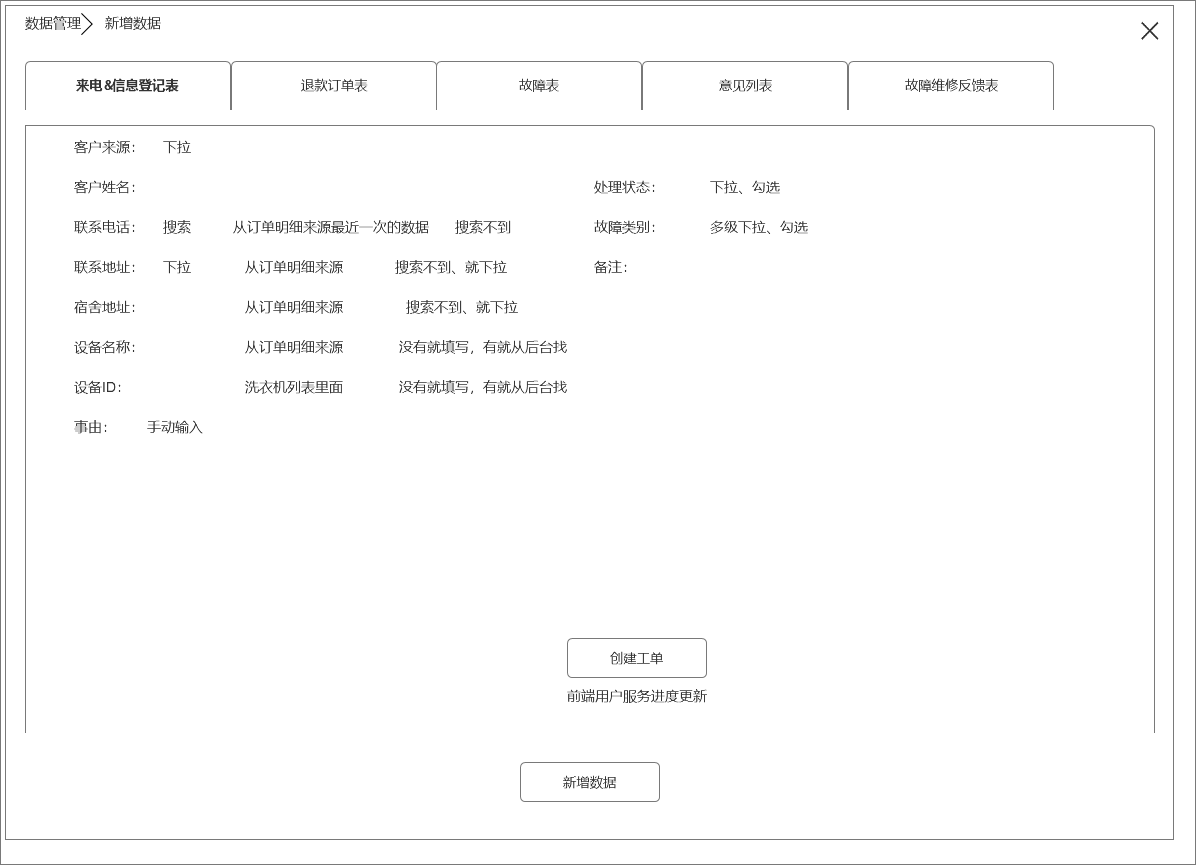 数据管理 新增数据
来电&信息登记表 退款订单表 故障表 意见列表 故障维修反馈表
客户来源： 下拉
客户姓名： 处理状态： 下拉、勾选
联系电话： 搜索 从订单明细来源最近一次的数据 搜索不到 故障类别： 多级下拉、勾选
联系地址： 下拉 从订单明细来源 搜索不到、就下拉 备注：
宿舍地址： 从订单明细来源 搜索不到、就下拉
设备名称： 从订单明细来源 没有就填写，有就从后台找
设备ID： 洗衣机列表里面 没有就填写，有就从后台找
事由： 手动输入
创建工单
前端用户服务进度更新
新增数据